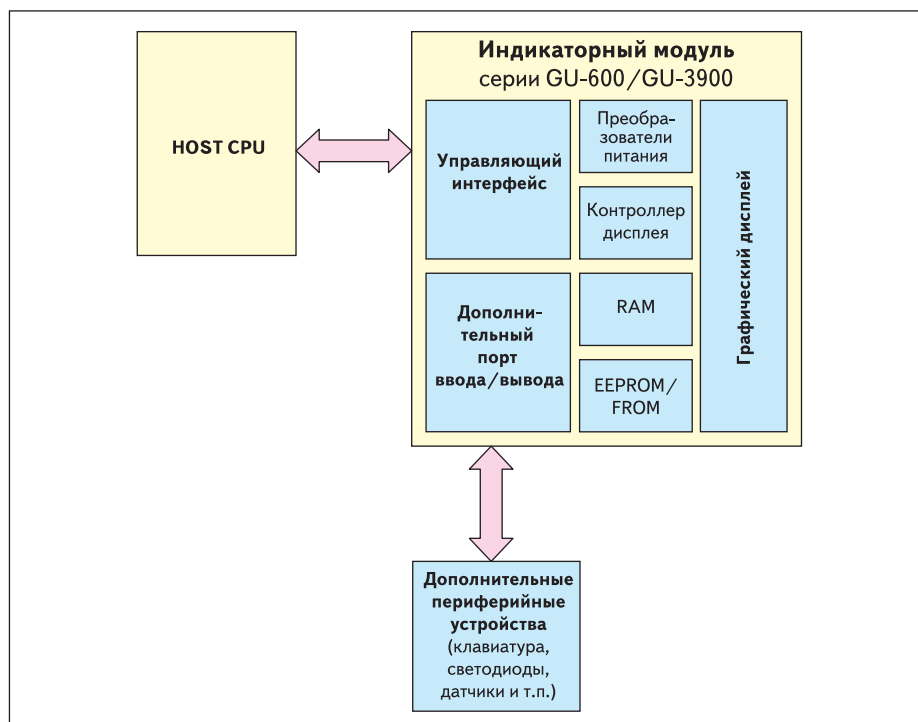 HOST CPU
Индикаторный модуль
серии GU-600/GU-3900
Управляющий
интерфейс
Преобра-
зователи
питания
Контроллер
дисплея
Дополни-
тельный
порт
ввода/вывода
RAM
EEPROM/
FROM
Графический дисплей
Дополнительные
периферийные
устройства
(клавиатура,
светодиоды,
датчики и т.п.)